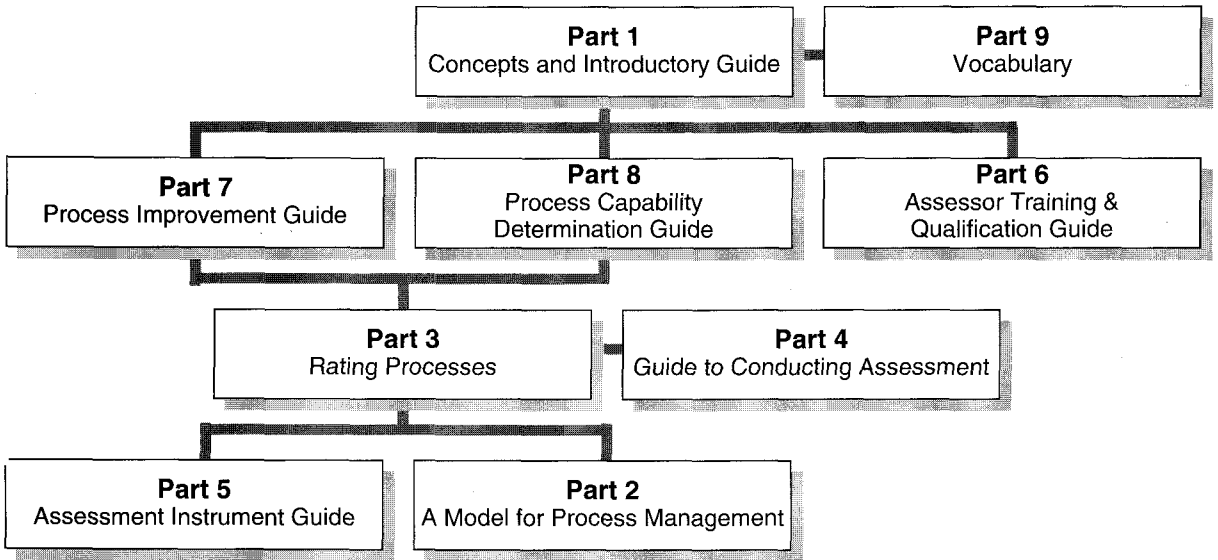 Part 1
Concepts and Introductory Guide
Part 9
Vocabulary
Part 7
Process Improvement Guide
Part 8
Process Capability
Determination Guide
Part 6
Assessor Training &
Qualification Guide
Part 3
Rating Processes
Part 4
Guide to Conducting Assessment
Part 5
Assessment Instrument Guide
Part 2
A Model for Process Management